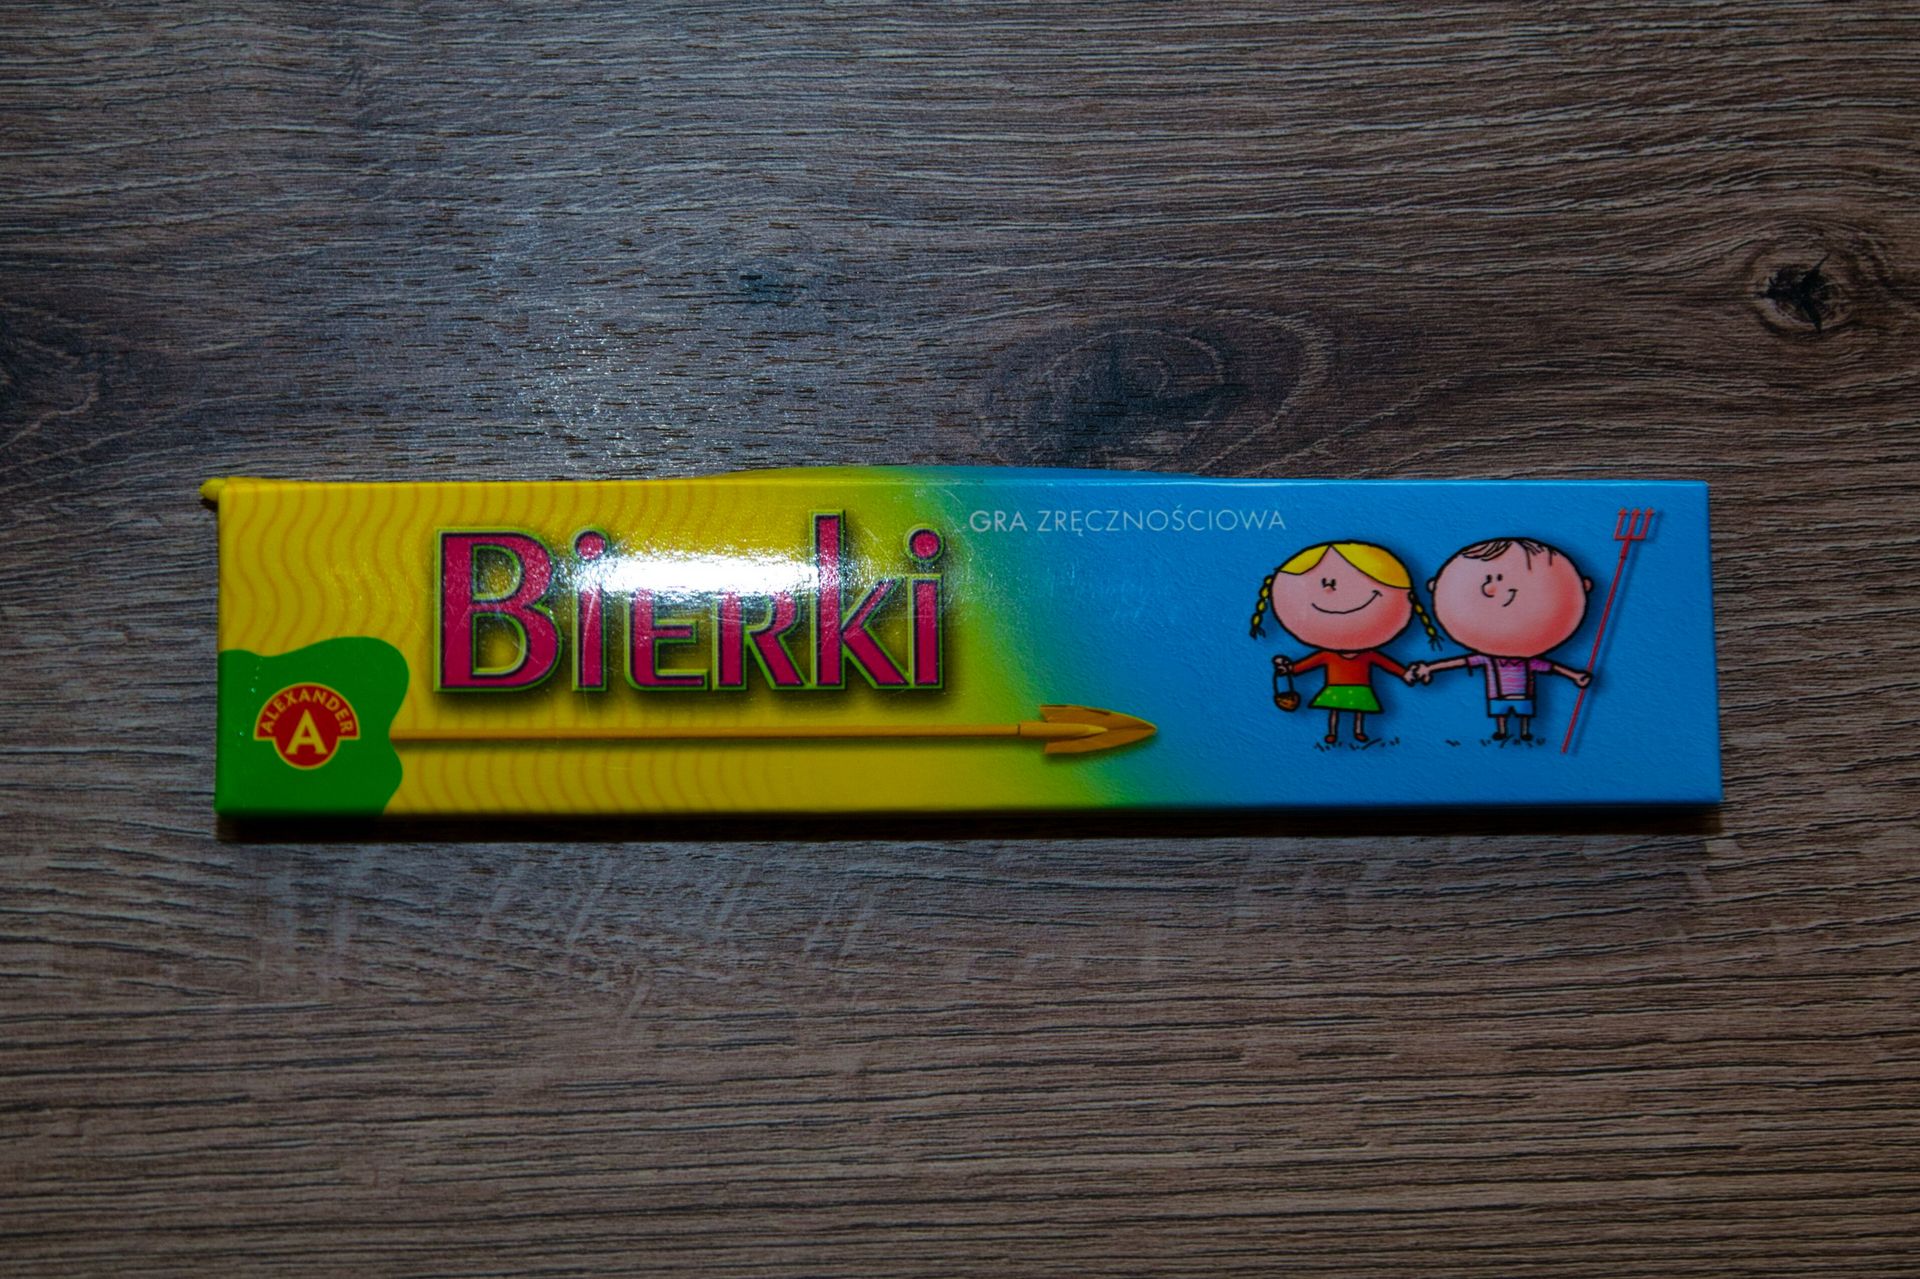 Bierki
GRA ZRĘCZNOŚCIOWA
ALEXANDER
A